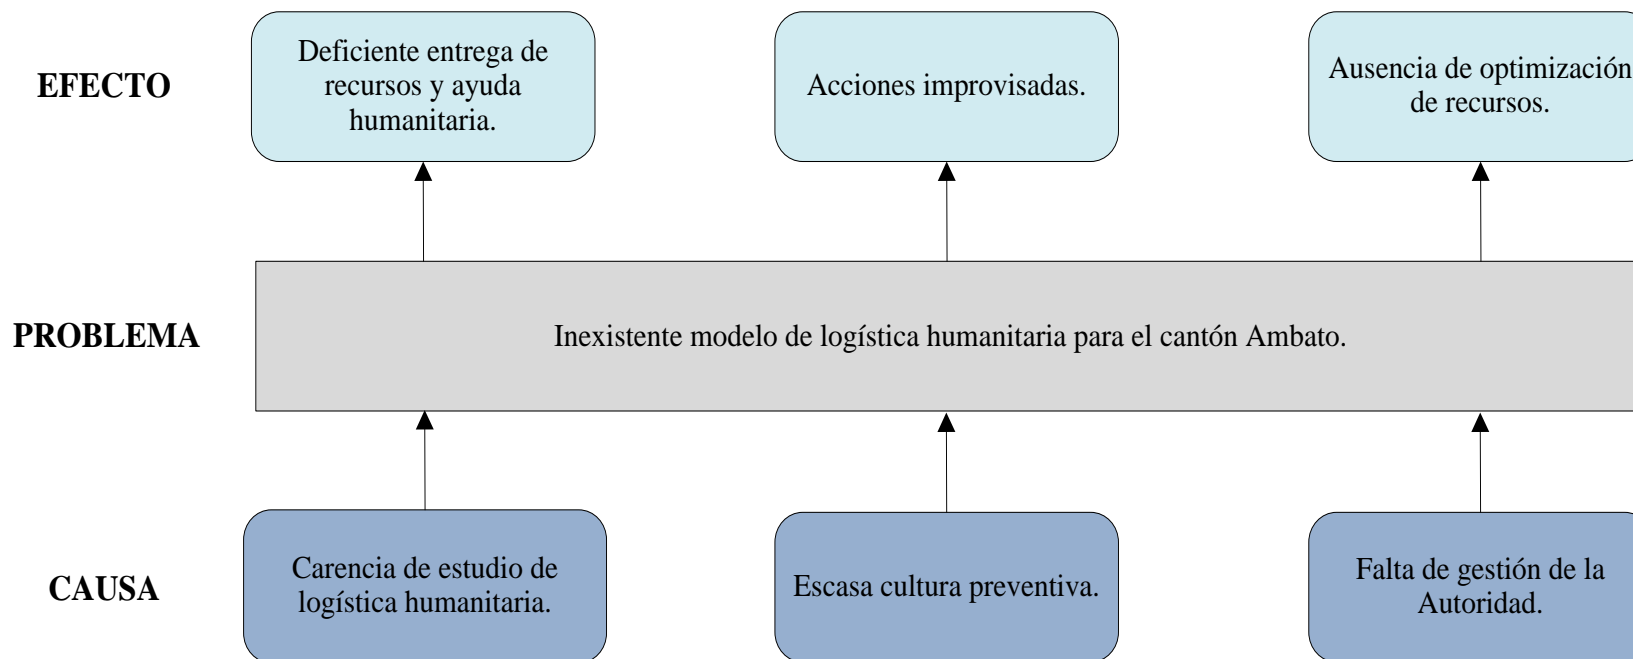 EFECTO
Deficiente entrega de
recursos y ayuda
humanitaria.
Acciones improvisadas.
Ausencia de optimización
de recursos.
PROBLEMA
Inexistente modelo de logística humanitaria para el cantón Ambato.
CAUSA
Carencia de estudio de
logística humanitaria.
Escasa cultura preventiva.
Falta de gestión de la
Autoridad.